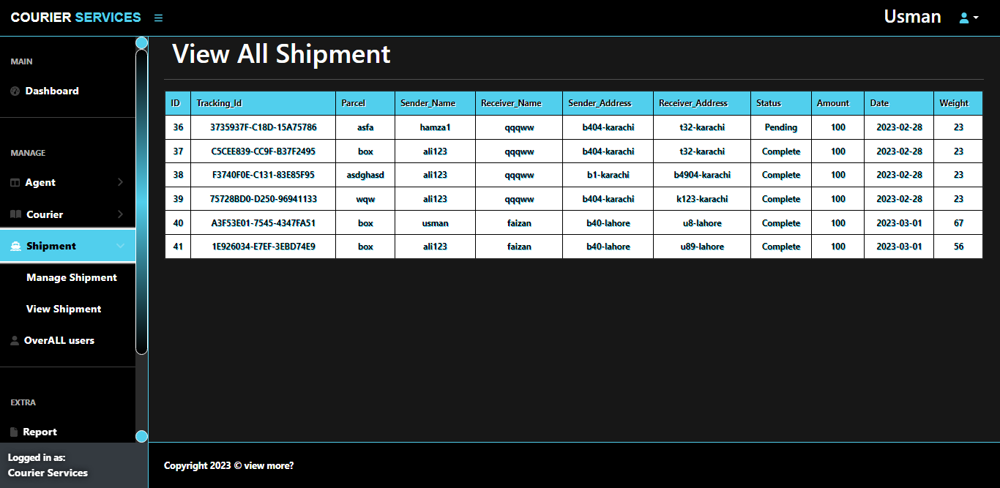 COURIER SERVICES
Usman
MAIN
Dashboard
MANAGE
Agent
Courier
Shipment
Manage Shipment
View Shipment
OverALL users
EXTRA
Report
Logged in as:
Courier Services
View All Shipment
ID Tracking_Id Parcel Sender_Name Receiver_Name Sender_Address Receiver_Address Status Amount Date Weight
36 3735937F-C18D-15A75786 asfa hamza1 qqqww b404-karachi t32-karachi Pending 100 2023-02-28 23
37 C5CEE839-CC9F-B37F2495 box ali123 qqqww b404-karachi t32-karachi Complete 100 2023-02-28 23
38 F3740F0E-C131-83E85F95 asdghasd ali123 qqqww b1-karachi b4904-karachi Complete 100 2023-02-28 23
39 75728BD0-D250-96941133 wqw ali123 qqqww b404-karachi k123-karachi Complete 100 2023-02-28 23
40 A3F53E01-7545-4347FA51 box usman faizan b40-lahore u8-lahore Complete 100 2023-03-01 67
41 1E926034-E7EF-3EBD74E9 box ali123 faizan b40-lahore u89-lahore Complete 100 2023-03-01 56
Copyright 2023 © view more?